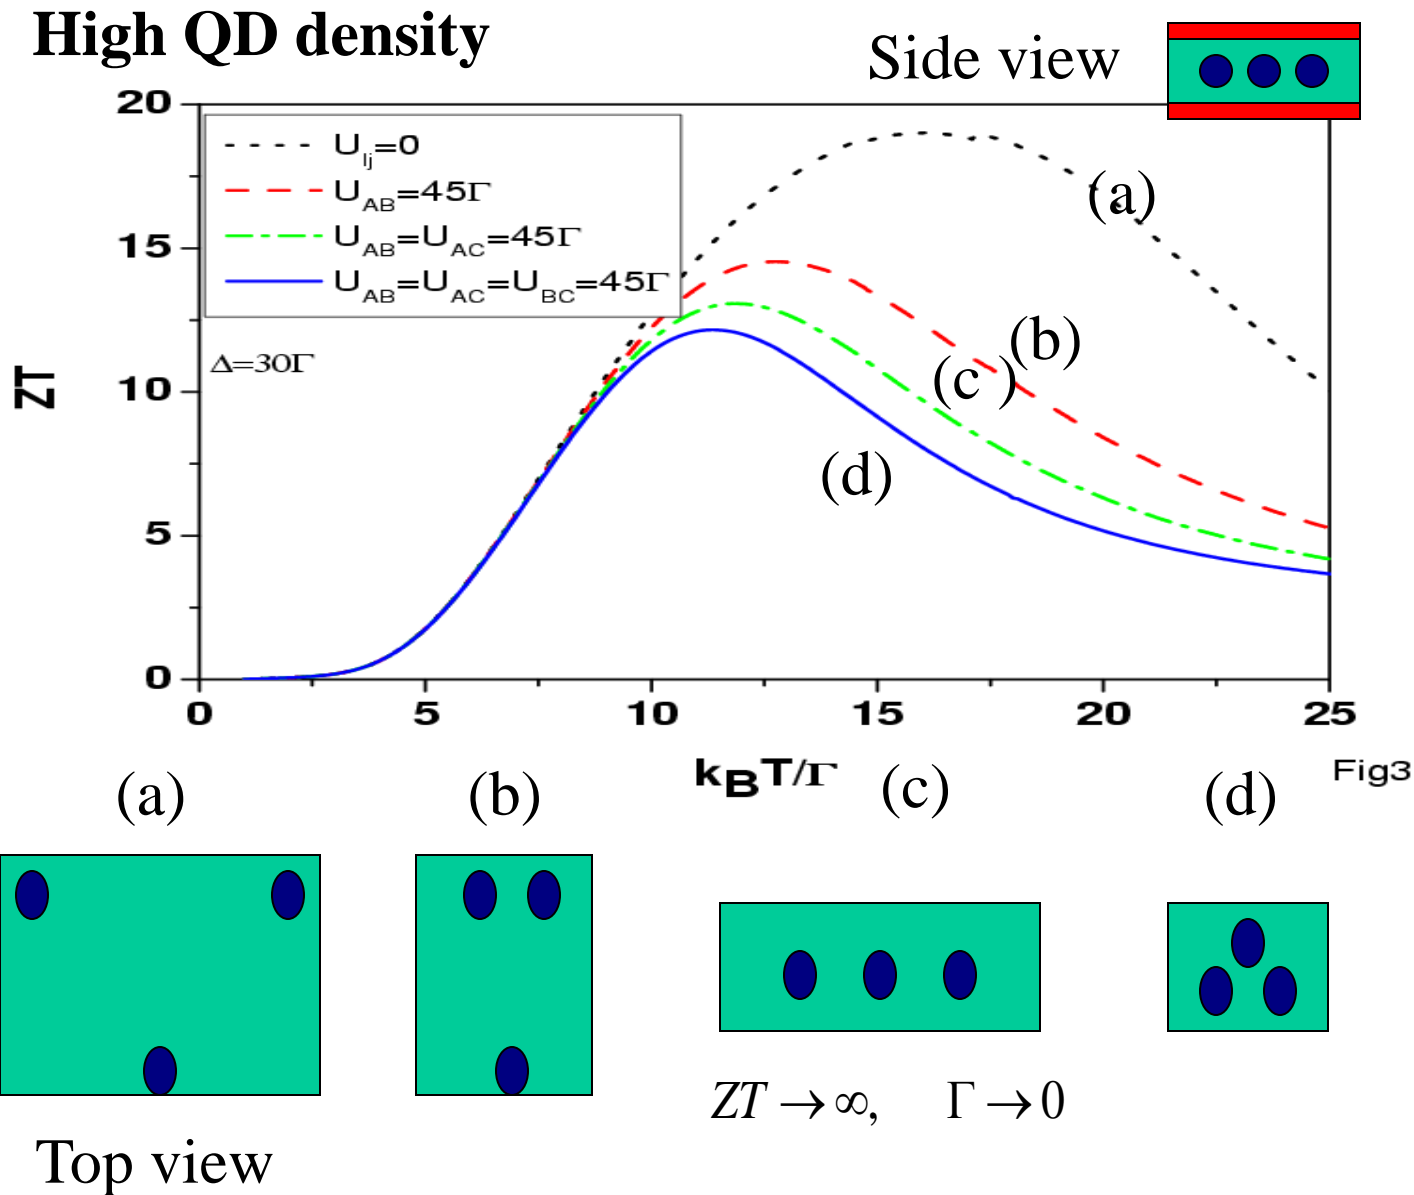 High QD density
Side view
20
15
10
5
0
ZT
U_lj=0
U_AB=45Γ
U_AB=U_AC=45Γ
U_AB=U_AC=U_BC=45Γ
Δ=30Γ
(a)
(b)
(c )
(d)
0 5 10 15 20 25
k_BT/Γ
Fig3
(a) (b) (c) (d)
ZT → ∞, Γ → 0
Top view